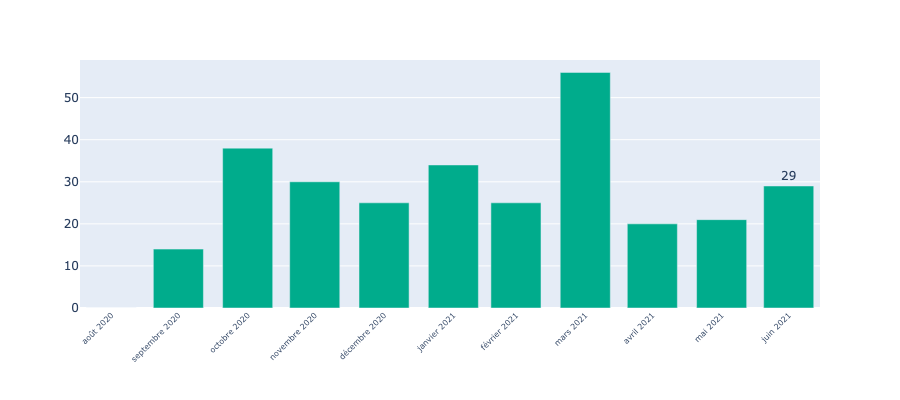 50
40
30
20
10
0
29
août 2020
septembre 2020
octobre 2020
novembre 2020
décembre 2020
janvier 2021
février 2021
mars 2021
avril 2021
mai 2021
juin 2021